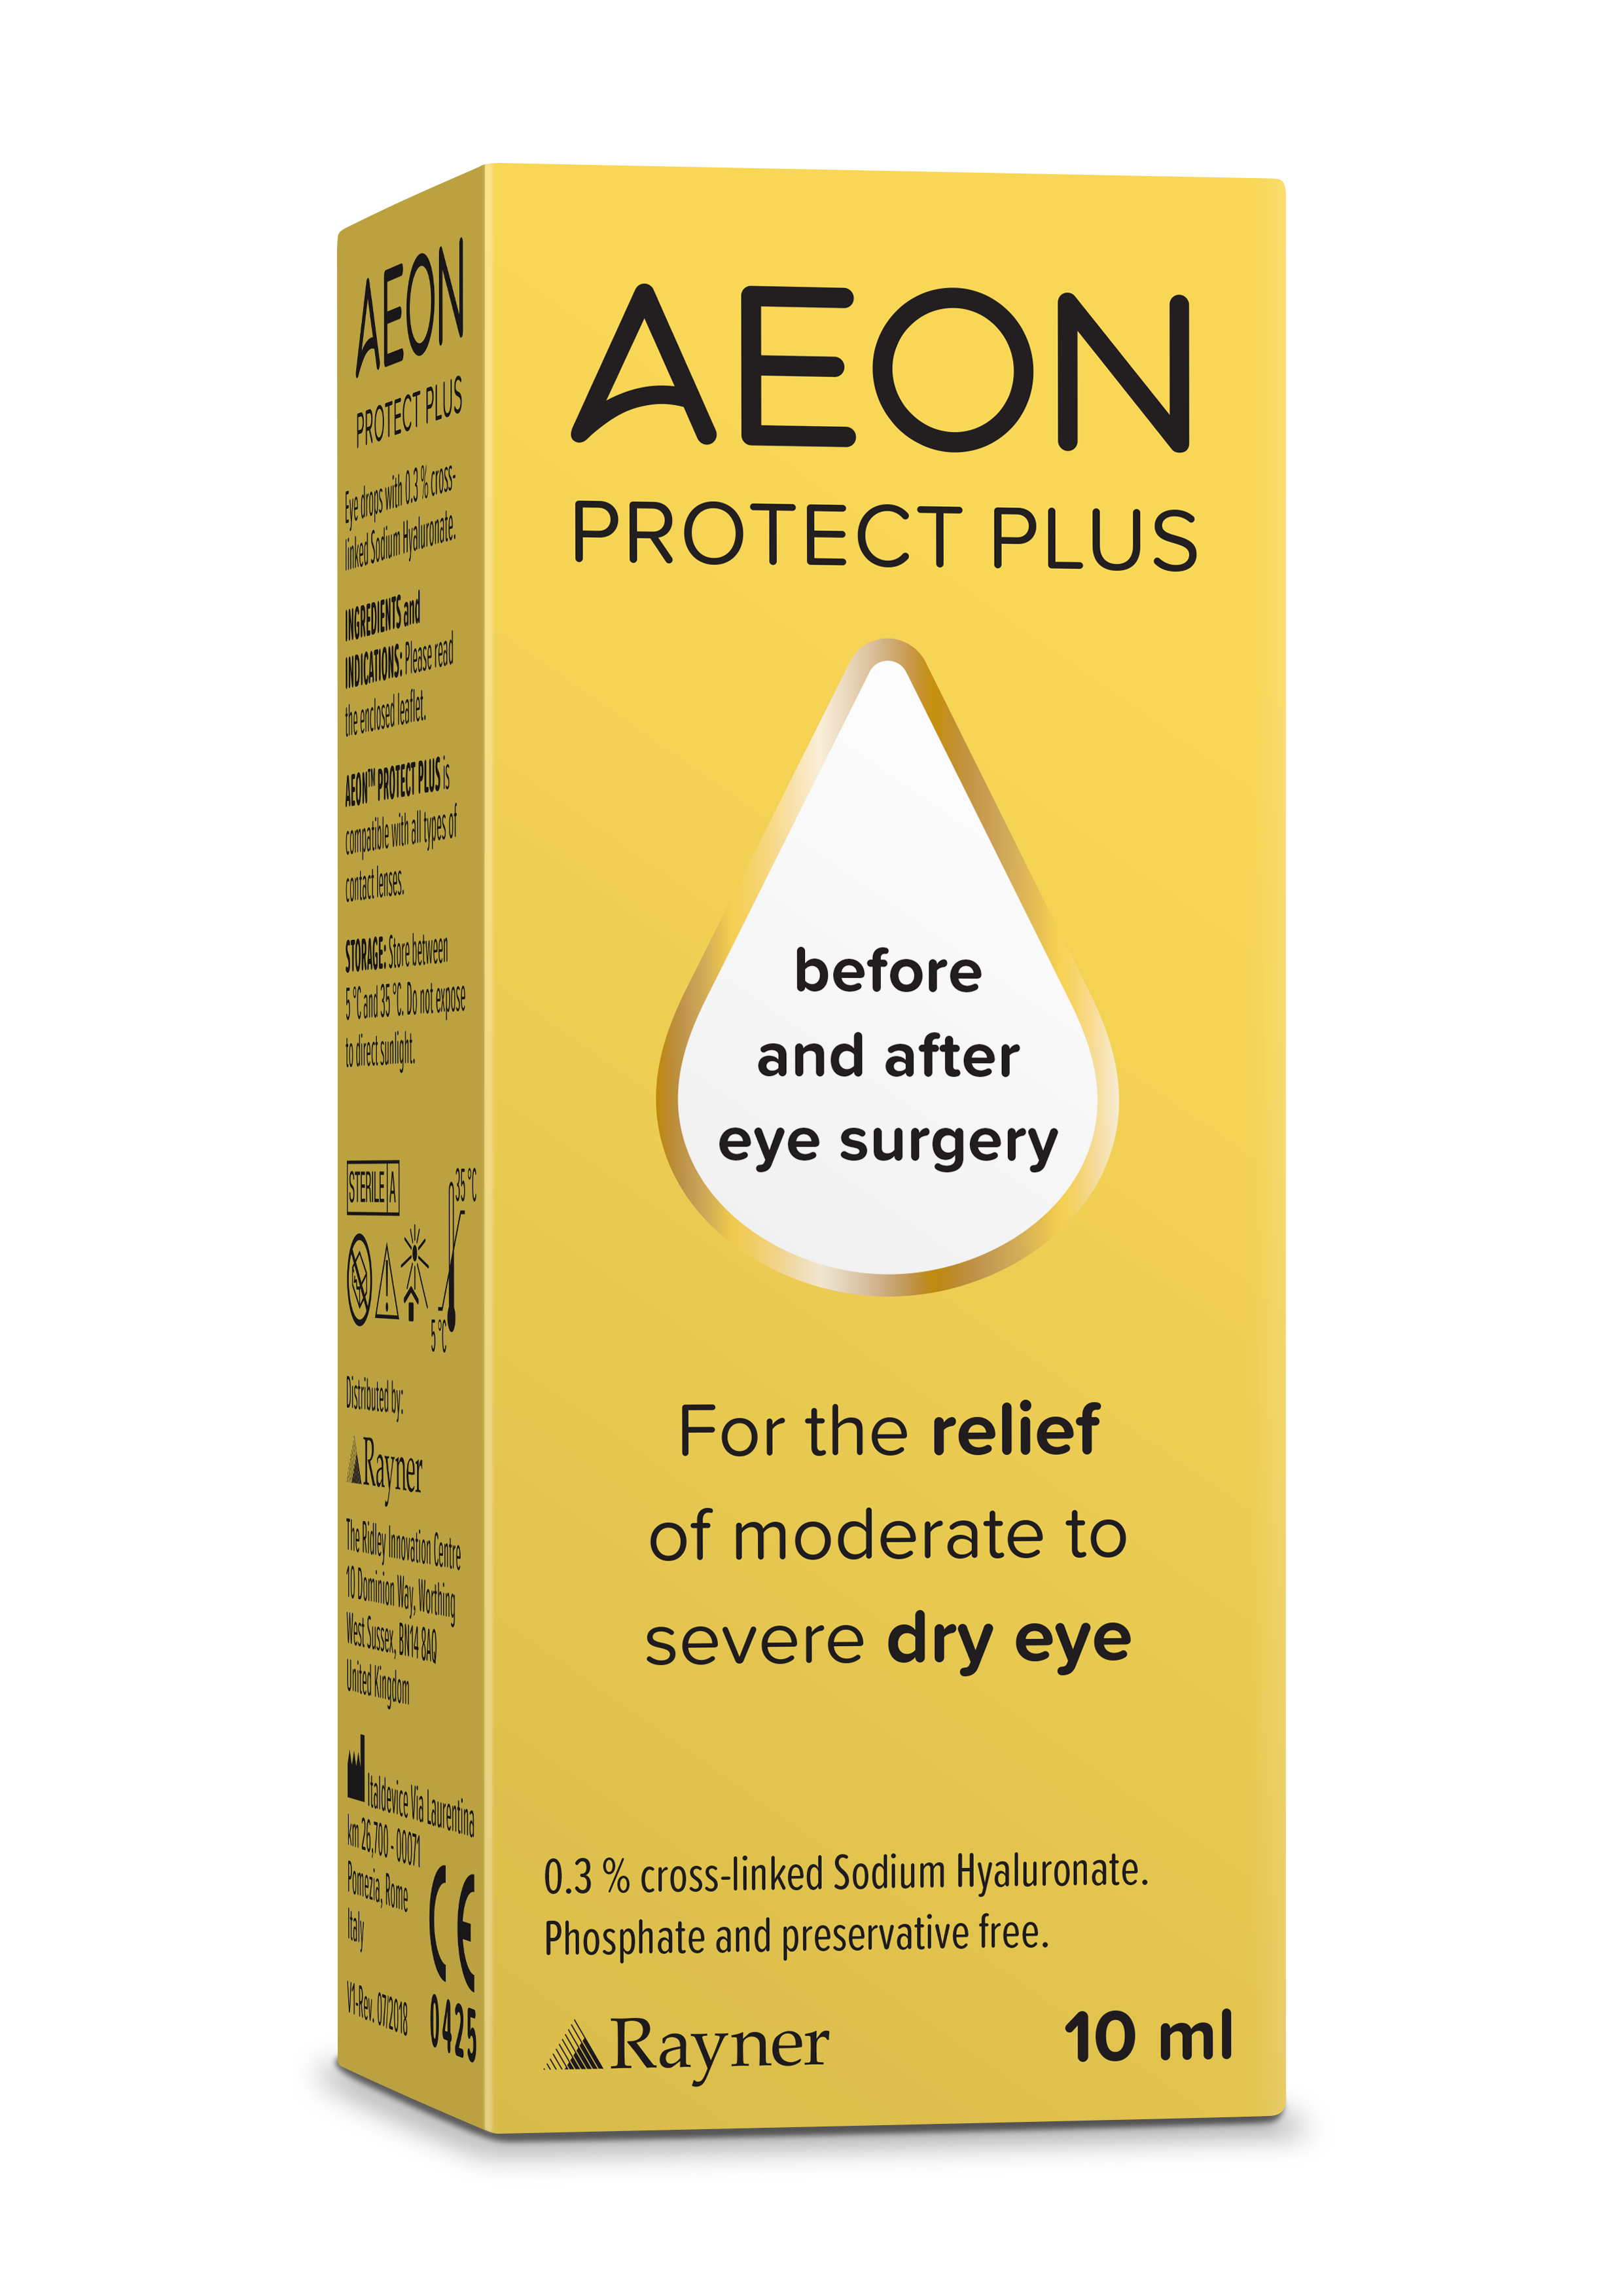 AEON
PROTECT PLUS
before
and after
eye surgery
For the relief
of moderate to
severe dry eye
0.3 % cross-linked Sodium Hyaluronate.
Phosphate and preservative free.
Rayner
10 ml
AEON
PROTECT PLUS
Eye drops with 0.3 % cross-
linked Sodium Hyaluronate.
INGREDIENTS and
INDICATIONS: Please read
the enclosed leaflet.
AEON™ PROTECT PLUS is
compatible with all types of
contact lenses.
STORAGE: Store between
5 °C and 35 °C. Do not expose
to direct sunlight.
STERILE A
35 °C
5 °C
Distributed by:
Rayner
The Ridley Innovation Centre
10 Dominion Way, Worthing
West Sussex, BN14 8AQ
United Kingdom
Italdevice Via Laurentina
km 26,700 - 00071
Pomezia, Rome
Italy
CE
V1-Rev. 07/2018
0425